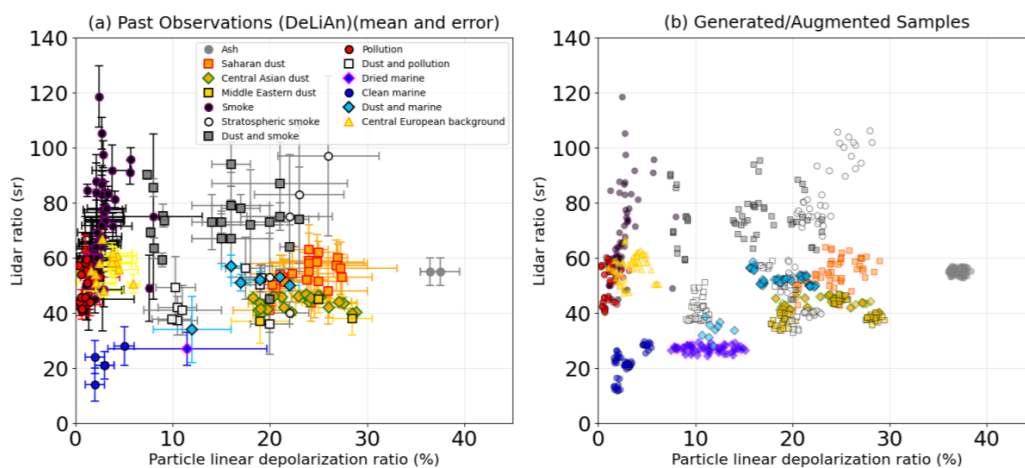 (a) Past Observations (DeLiAn)(mean and error)
140
120
100
80
60
40
20
0
Lidar ratio (sr)
Ash
Saharan dust
Central Asian dust
Middle Eastern dust
Smoke
Stratospheric smoke
Dust and smoke
Pollution
Dust and pollution
Dried marine
Clean marine
Dust and marine
Central European background
0 10 20 30 40
Particle linear depolarization ratio (%)
(b) Generated/Augmented Samples
140
120
100
80
60
40
20
0
Lidar ratio (sr)
0 10 20 30 40
Particle linear depolarization ratio (%)